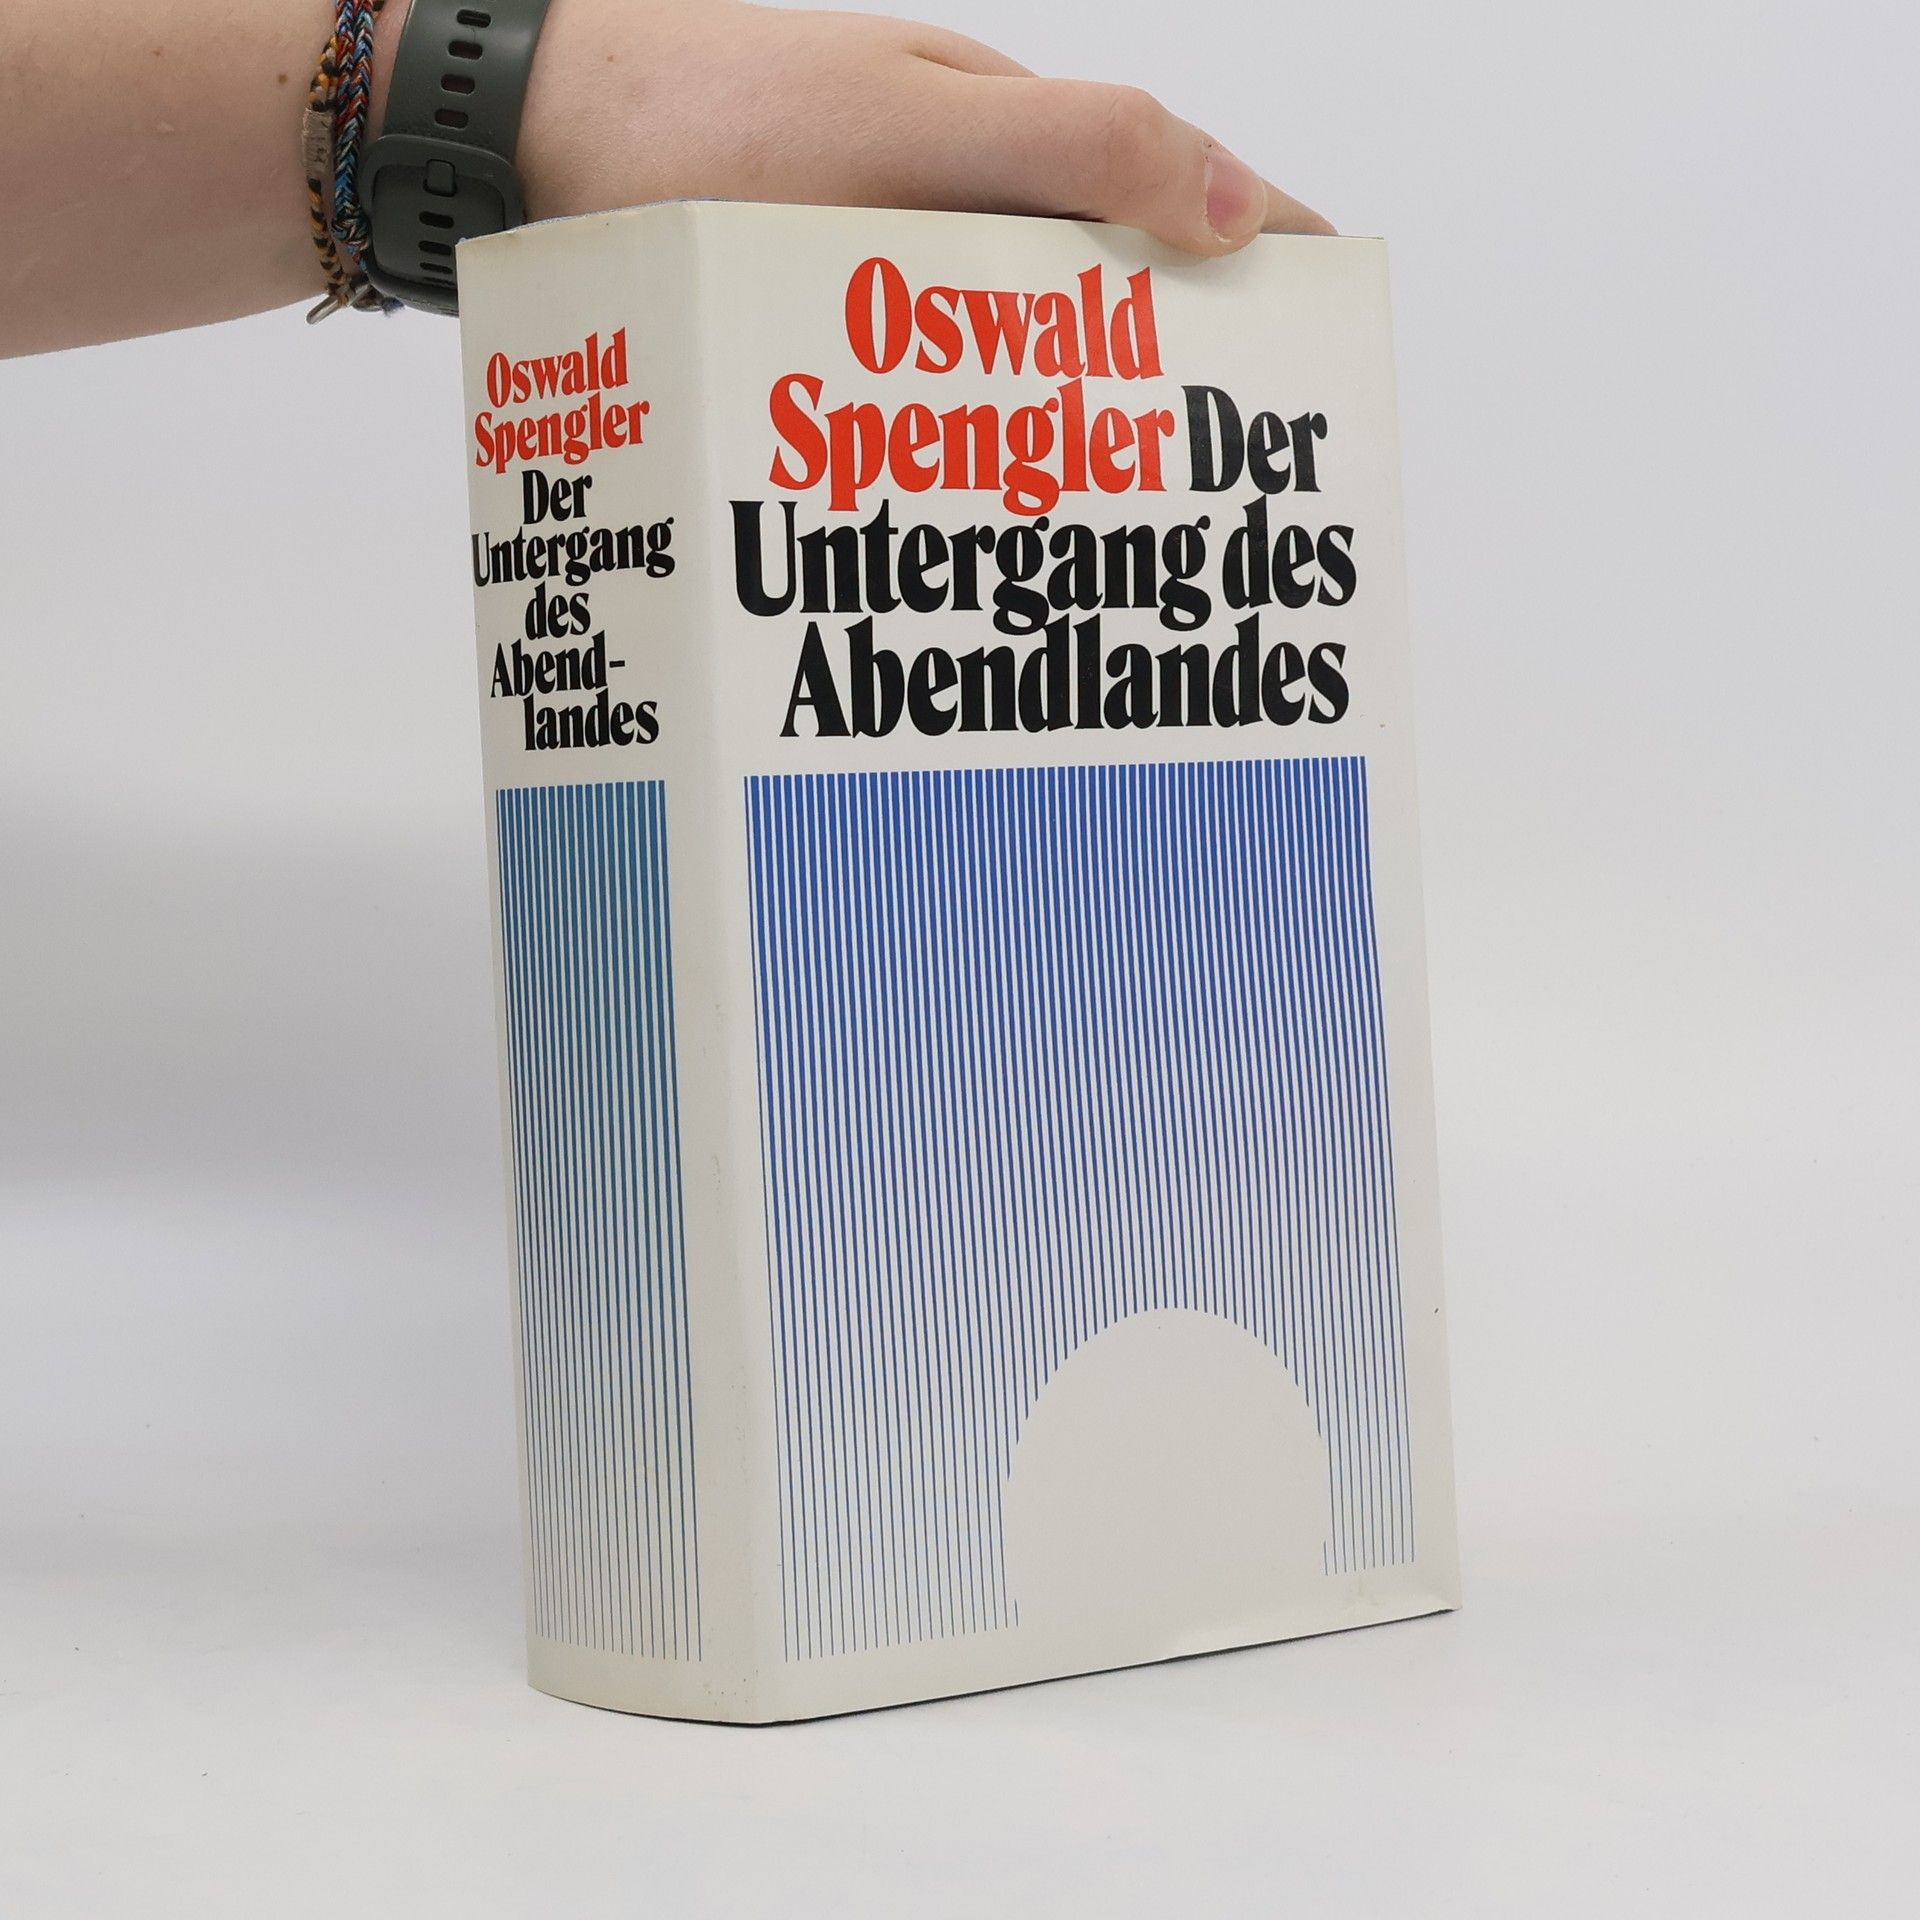 Oswald
Spengler
Der
Untergang
des
Abend-
landes
Oswald
Spengler Der
Untergang des
Abendlandes